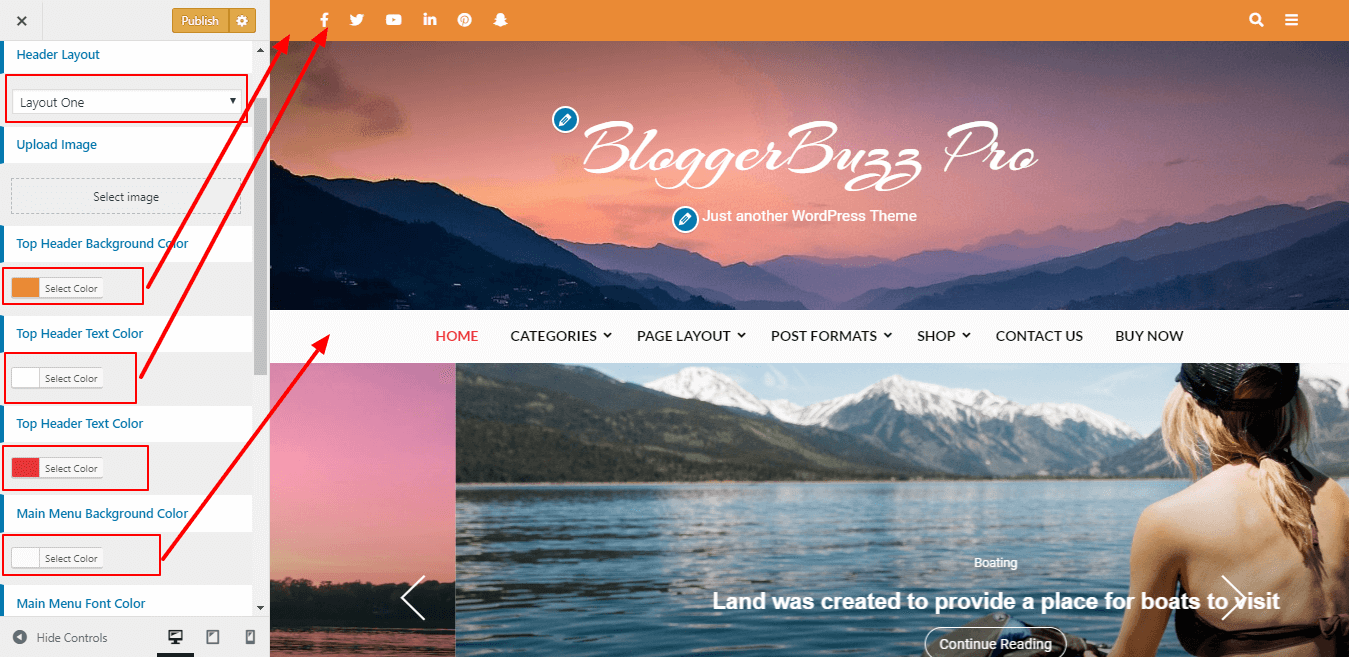 Publish
Header Layout
Layout One
Upload Image
Select image
Top Header Background Color
Select Color
Top Header Text Color
Select Color
Top Header Text Color
Select Color
Main Menu Background Color
Select Color
Main Menu Font Color
Hide Controls
BloggerBuzz Pro
Just another WordPress Theme
HOME CATEGORIES PAGE LAYOUT POST FORMATS SHOP CONTACT US BUY NOW
Boating
Land was created to provide a place for boats to visit
Continue Reading